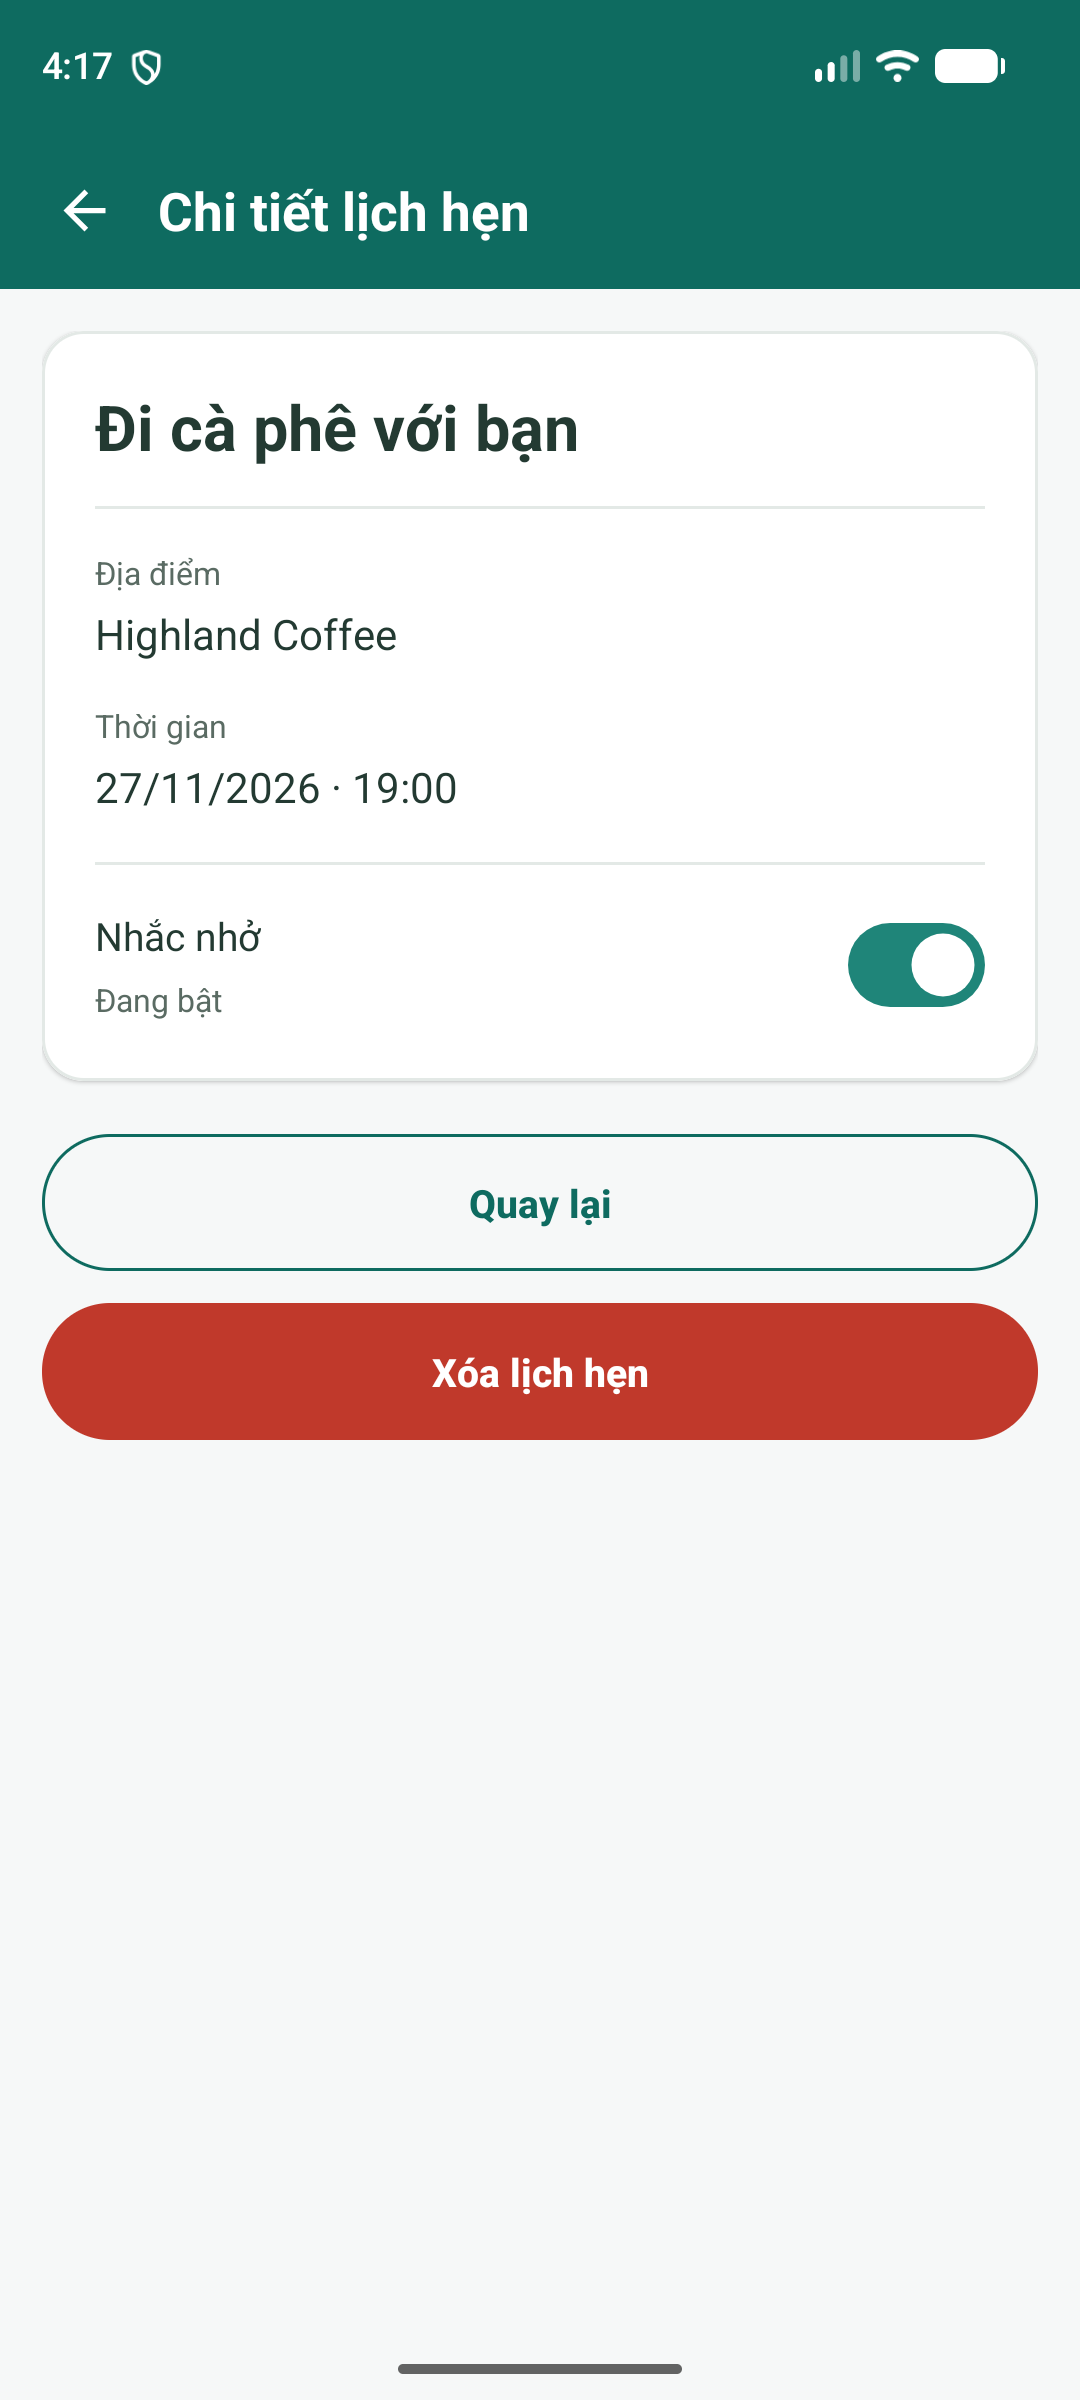 4:17
Chi tiết lịch hẹn
Đi cà phê với bạn
Địa điểm
Highland Coffee
Thời gian
27/11/2026 · 19:00
Nhắc nhở
Đang bật
Quay lại
Xóa lịch hẹn